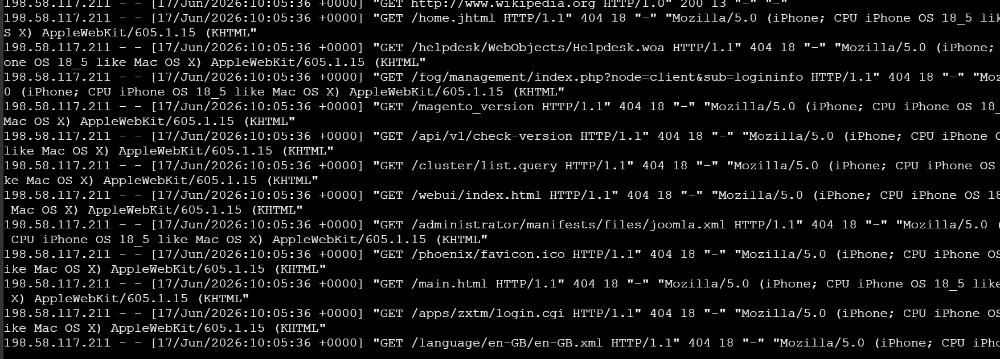 198.58.117.211 - - [17/Jun/2026:10:05:36 +0000] "GET http://www.wikipedia.org HTTP/1.0" 200 13 "-" "-"
198.58.117.211 - - [17/Jun/2026:10:05:36 +0000] "GET /home.jhtml HTTP/1.1" 404 18 "-" "Mozilla/5.0 (iPhone; CPU iPhone OS 18_5 lik
S X) AppleWebKit/605.1.15 (KHTML"
198.58.117.211 - - [17/Jun/2026:10:05:36 +0000] "GET /helpdesk/WebObjects/Helpdesk.woa HTTP/1.1" 404 18 "-" "Mozilla/5.0 (iPhone;
one OS 18_5 like Mac OS X) AppleWebKit/605.1.15 (KHTML"
198.58.117.211 - - [17/Jun/2026:10:05:36 +0000] "GET /fog/management/index.php?node=client&sub=logininfo HTTP/1.1" 404 18 "-" "Moz
0 (iPhone; CPU iPhone OS 18_5 like Mac OS X) AppleWebKit/605.1.15 (KHTML"
198.58.117.211 - - [17/Jun/2026:10:05:36 +0000] "GET /magento_version HTTP/1.1" 404 18 "-" "Mozilla/5.0 (iPhone; CPU iPhone OS 18_
Mac OS X) AppleWebKit/605.1.15 (KHTML"
198.58.117.211 - - [17/Jun/2026:10:05:36 +0000] "GET /api/v1/check-version HTTP/1.1" 404 18 "-" "Mozilla/5.0 (iPhone; CPU iPhone O
like Mac OS X) AppleWebKit/605.1.15 (KHTML"
198.58.117.211 - - [17/Jun/2026:10:05:36 +0000] "GET /cluster/list.query HTTP/1.1" 404 18 "-" "Mozilla/5.0 (iPhone; CPU iPhone OS
ke Mac OS X) AppleWebKit/605.1.15 (KHTML"
198.58.117.211 - - [17/Jun/2026:10:05:36 +0000] "GET /webui/index.html HTTP/1.1" 404 18 "-" "Mozilla/5.0 (iPhone; CPU iPhone OS 18
Mac OS X) AppleWebKit/605.1.15 (KHTML"
198.58.117.211 - - [17/Jun/2026:10:05:36 +0000] "GET /administrator/manifests/files/joomla.xml HTTP/1.1" 404 18 "-" "Mozilla/5.0 (
CPU iPhone OS 18_5 like Mac OS X) AppleWebKit/605.1.15 (KHTML"
198.58.117.211 - - [17/Jun/2026:10:05:36 +0000] "GET /phoenix/favicon.ico HTTP/1.1" 404 18 "-" "Mozilla/5.0 (iPhone; CPU iPhone OS
ike Mac OS X) AppleWebKit/605.1.15 (KHTML"
198.58.117.211 - - [17/Jun/2026:10:05:36 +0000] "GET /main.html HTTP/1.1" 404 18 "-" "Mozilla/5.0 (iPhone; CPU iPhone OS 18_5 like
X) AppleWebKit/605.1.15 (KHTML"
198.58.117.211 - - [17/Jun/2026:10:05:36 +0000] "GET /apps/zxtm/login.cgi HTTP/1.1" 404 18 "-" "Mozilla/5.0 (iPhone; CPU iPhone OS
ike Mac OS X) AppleWebKit/605.1.15 (KHTML"
198.58.117.211 - - [17/Jun/2026:10:05:36 +0000] "GET /language/en-GB/en-GB.xml HTTP/1.1" 404 18 "-" "Mozilla/5.0 (iPhone; CPU iPho